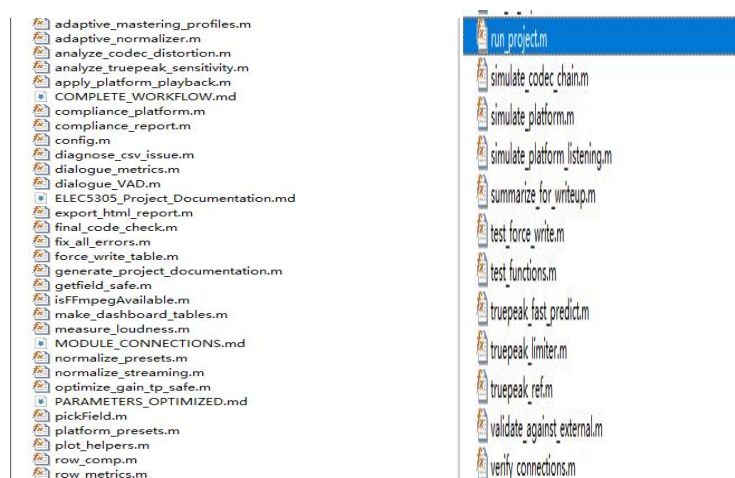 adaptive_mastering_profiles.m
adaptive_normalizer.m
analyze_codec_distortion.m
analyze_truepeak_sensitivity.m
apply_platform_playback.m
COMPLETE_WORKFLOW.md
compliance_platform.m
compliance_report.m
config.m
diagnose_csv_issue.m
dialogue_metrics.m
dialogue_VAD.m
ELEC5305_Project_Documentation.md
export_html_report.m
final_code_check.m
fix_all_errors.m
force_write_table.m
generate_project_documentation.m
getfield_safe.m
isFFmpegAvailable.m
make_dashboard_tables.m
measure_loudness.m
MODULE_CONNECTIONS.md
normalize_presets.m
normalize_streaming.m
optimize_gain_tp_safe.m
PARAMETERS_OPTIMIZED.md
pickField.m
platform_presets.m
plot_helpers.m
row_comp.m
row_metrics.m
run_project.m
simulate_codec_chain.m
simulate_platform.m
simulate_platform_listening.m
summarize_for_writeup.m
test_force_write.m
test_functions.m
truepeak_fast_predict.m
truepeak_limiter.m
truepeak_ref.m
validate_against_external.m
verify_connections.m